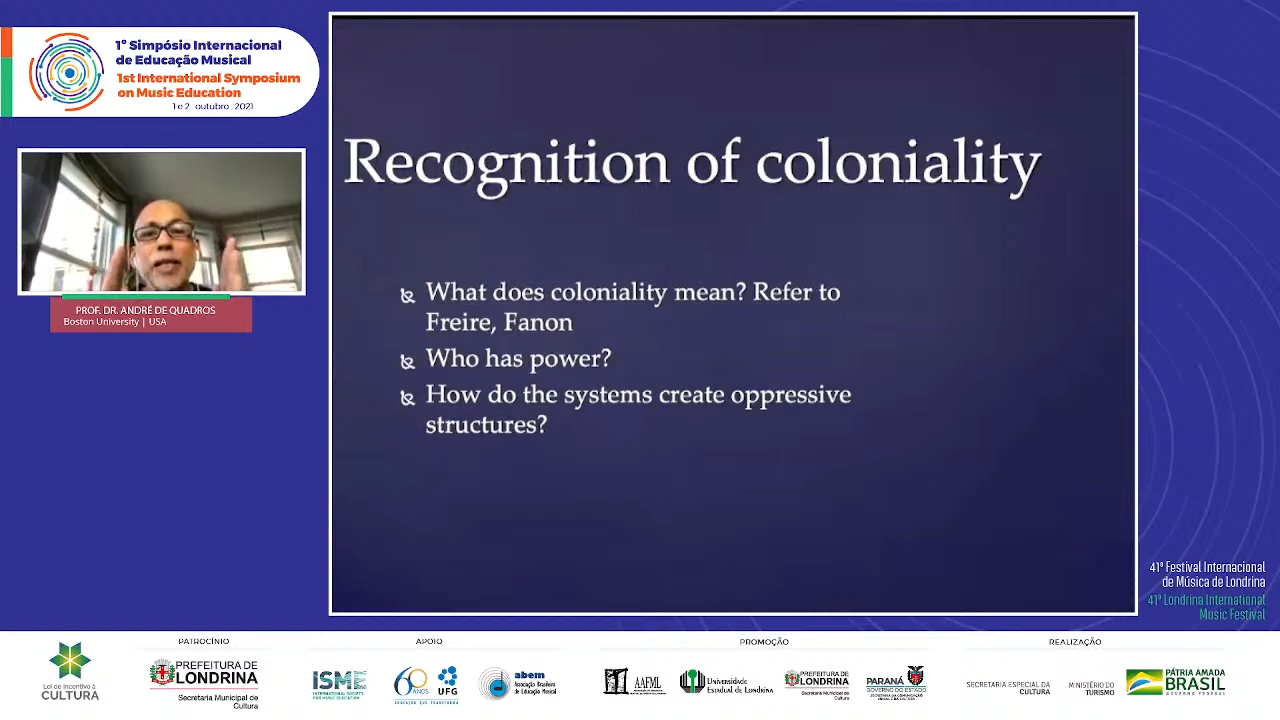 1º Simpósio Internacional
de Educação Musical
1st International Symposium
on Music Education
1 e 2 . outubro . 2021
PROF. DR. ANDRÉ DE QUADROS
Boston University | USA
Recognition of coloniality
What does coloniality mean? Refer to
Freire, Fanon
Who has power?
How do the systems create oppressive
structures?
41º Festival Internacional
de Música de Londrina
41º Londrina International
Music Festival
PATROCÍNIO
APOIO
PROMOÇÃO
REALIZAÇÃO
Lei de Incentivo à
CULTURA
PREFEITURA DE
LONDRINA
Secretaria Municipal de
Cultura
ISME
INTERNATIONAL SOCIETY
FOR MUSIC EDUCATION
60
ANOS
UFG
EDUCAÇÃO QUE TRANSFORMA
abem
Associação Brasileira
de Educação Musical
AAFML
Universidade
Estadual de Londrina
PREFEITURA DE
LONDRINA
Secretaria Municipal de
Cultura
PARANÁ
GOVERNO DO ESTADO
SECRETARIA ESPECIAL DA
CULTURA
MINISTÉRIO DO
TURISMO
PÁTRIA AMADA
BRASIL
GOVERNO FEDERAL